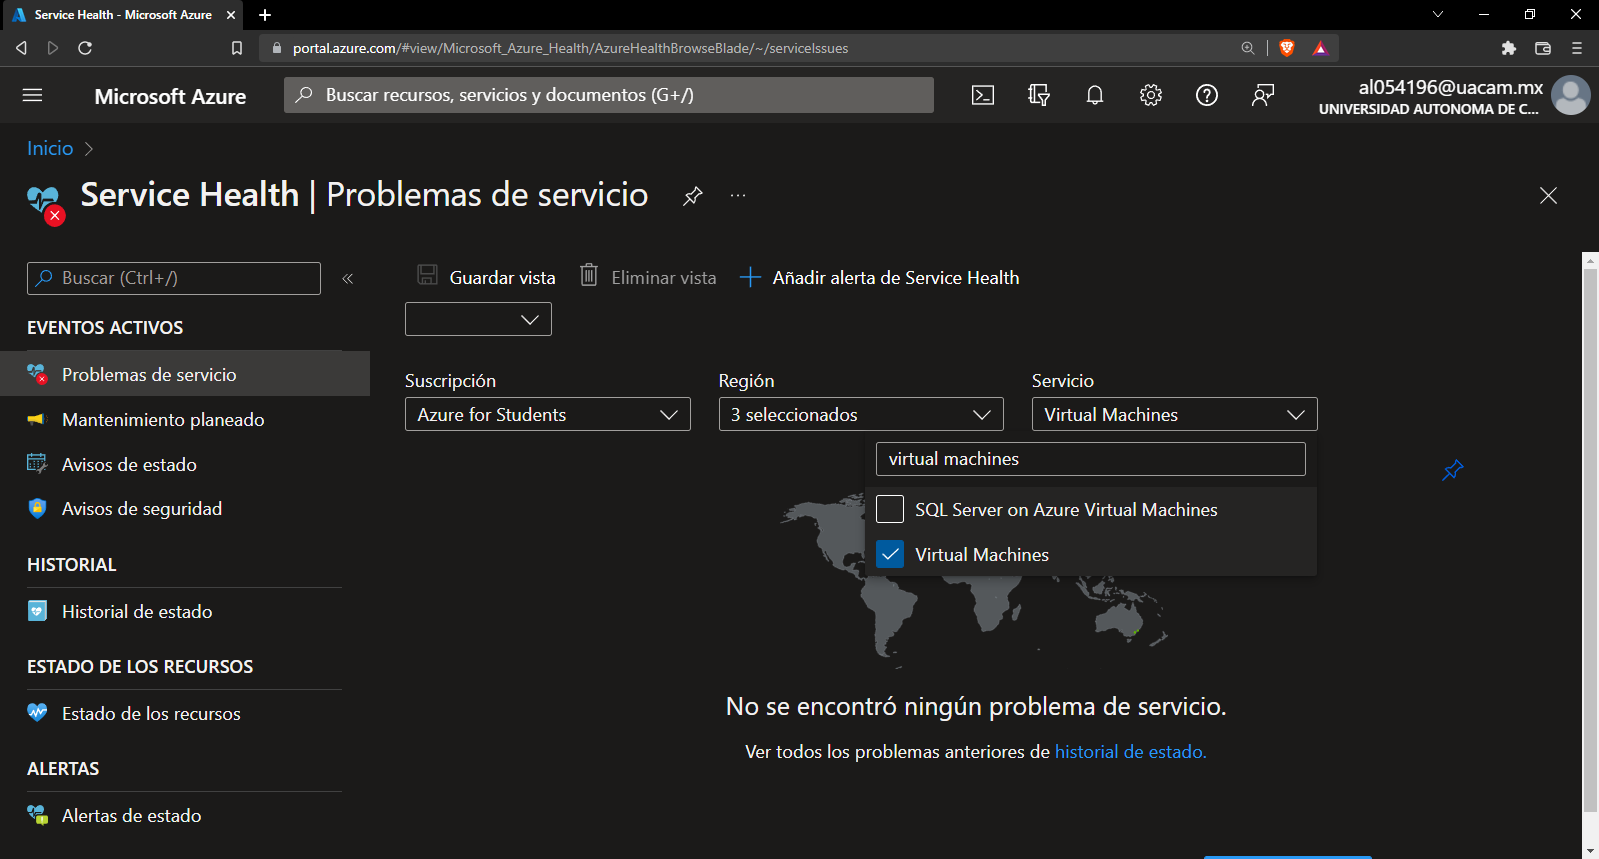 Service Health - Microsoft Azure
portal.azure.com/#view/Microsoft_Azure_Health/AzureHealthBrowseBlade/~/serviceIssues
Microsoft Azure
Buscar recursos, servicios y documentos (G+/)
al054196@uacam.mx
UNIVERSIDAD AUTONOMA DE C...
Inicio
Service Health | Problemas de servicio
Buscar (Ctrl+/)
Guardar vista
Eliminar vista
Añadir alerta de Service Health
EVENTOS ACTIVOS
Problemas de servicio
Mantenimiento planeado
Avisos de estado
Avisos de seguridad
HISTORIAL
Historial de estado
ESTADO DE LOS RECURSOS
Estado de los recursos
ALERTAS
Alertas de estado
Suscripción
Azure for Students
Región
3 seleccionados
Servicio
Virtual Machines
virtual machines
SQL Server on Azure Virtual Machines
Virtual Machines
No se encontró ningún problema de servicio.
Ver todos los problemas anteriores de historial de estado.